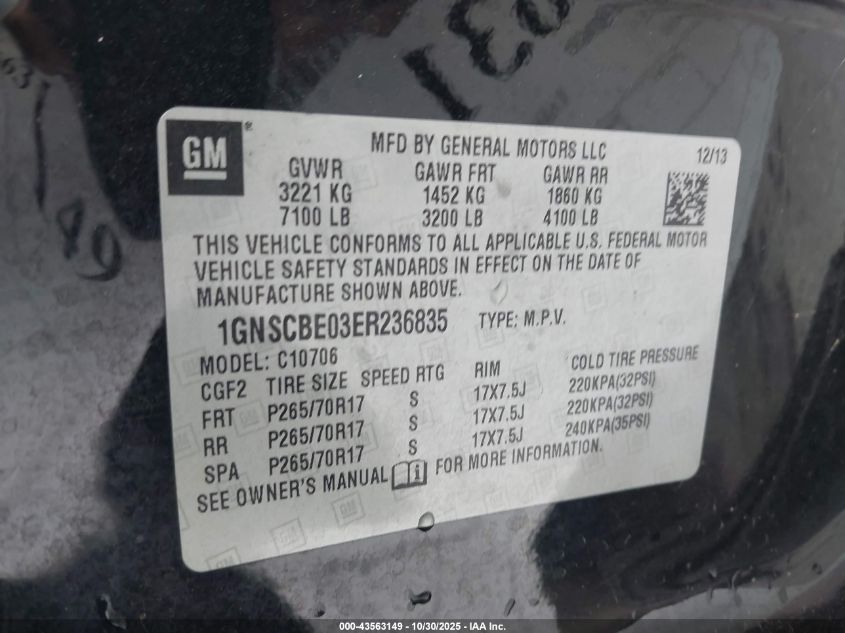 031
63
68
GM
MFD BY GENERAL MOTORS LLC 12/13
GVWR GAWR FRT GAWR RR
3221 KG 1452 KG 1860 KG
7100 LB 3200 LB 4100 LB
THIS VEHICLE CONFORMS TO ALL APPLICABLE U.S. FEDERAL MOTOR
VEHICLE SAFETY STANDARDS IN EFFECT ON THE DATE OF
MANUFACTURE SHOWN ABOVE.
1GNSCBE03ER236835 TYPE: M.P.V.
MODEL: C10706
CGF2 TIRE SIZE SPEED RTG RIM COLD TIRE PRESSURE
FRT P265/70R17 S 17X7.5J 220KPA(32PSI)
RR P265/70R17 S 17X7.5J 220KPA(32PSI)
SPA P265/70R17 S 17X7.5J 240KPA(35PSI)
SEE OWNER'S MANUAL i FOR MORE INFORMATION.
000-43563149 - 10/30/2025 - IAA Inc.